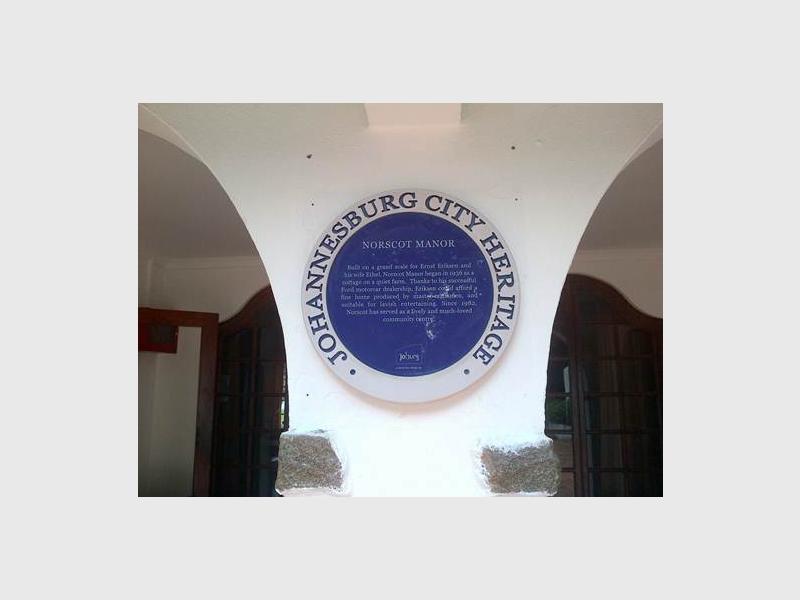 JOHANNESBURG CITY HERITAGE
NORSCOT MANOR
Built on a grand scale for Ernst Eriksen and
his wife Ethel, Norscot Manor began in 1936 as a
cottage on a quiet farm. Thanks to his successful
Ford motorcar dealership, Eriksen could afford a
fine home produced by master craftsmen, and
suitable for lavish entertaining. Since 1982,
Norscot has served as a lively and much-loved
community centre.
Joburg